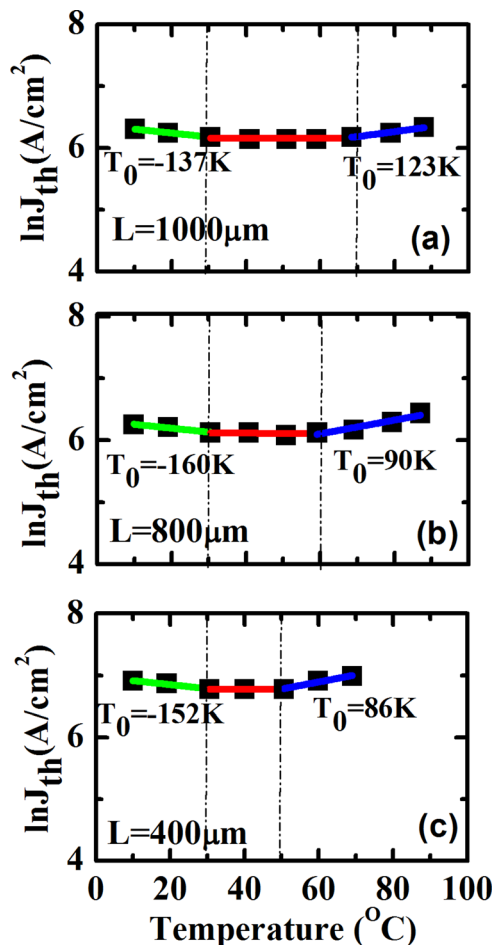 lnJth(A/cm2)
8
6
4
T0=-137K
T0=123K
L=1000μm
(a)
lnJth(A/cm2)
8
6
4
T0=-160K
T0=90K
L=800μm
(b)
lnJth(A/cm2)
8
7
6
4
T0=-152K
T0=86K
L=400μm
(c)
0 20 40 60 80 100
Temperature (OC)